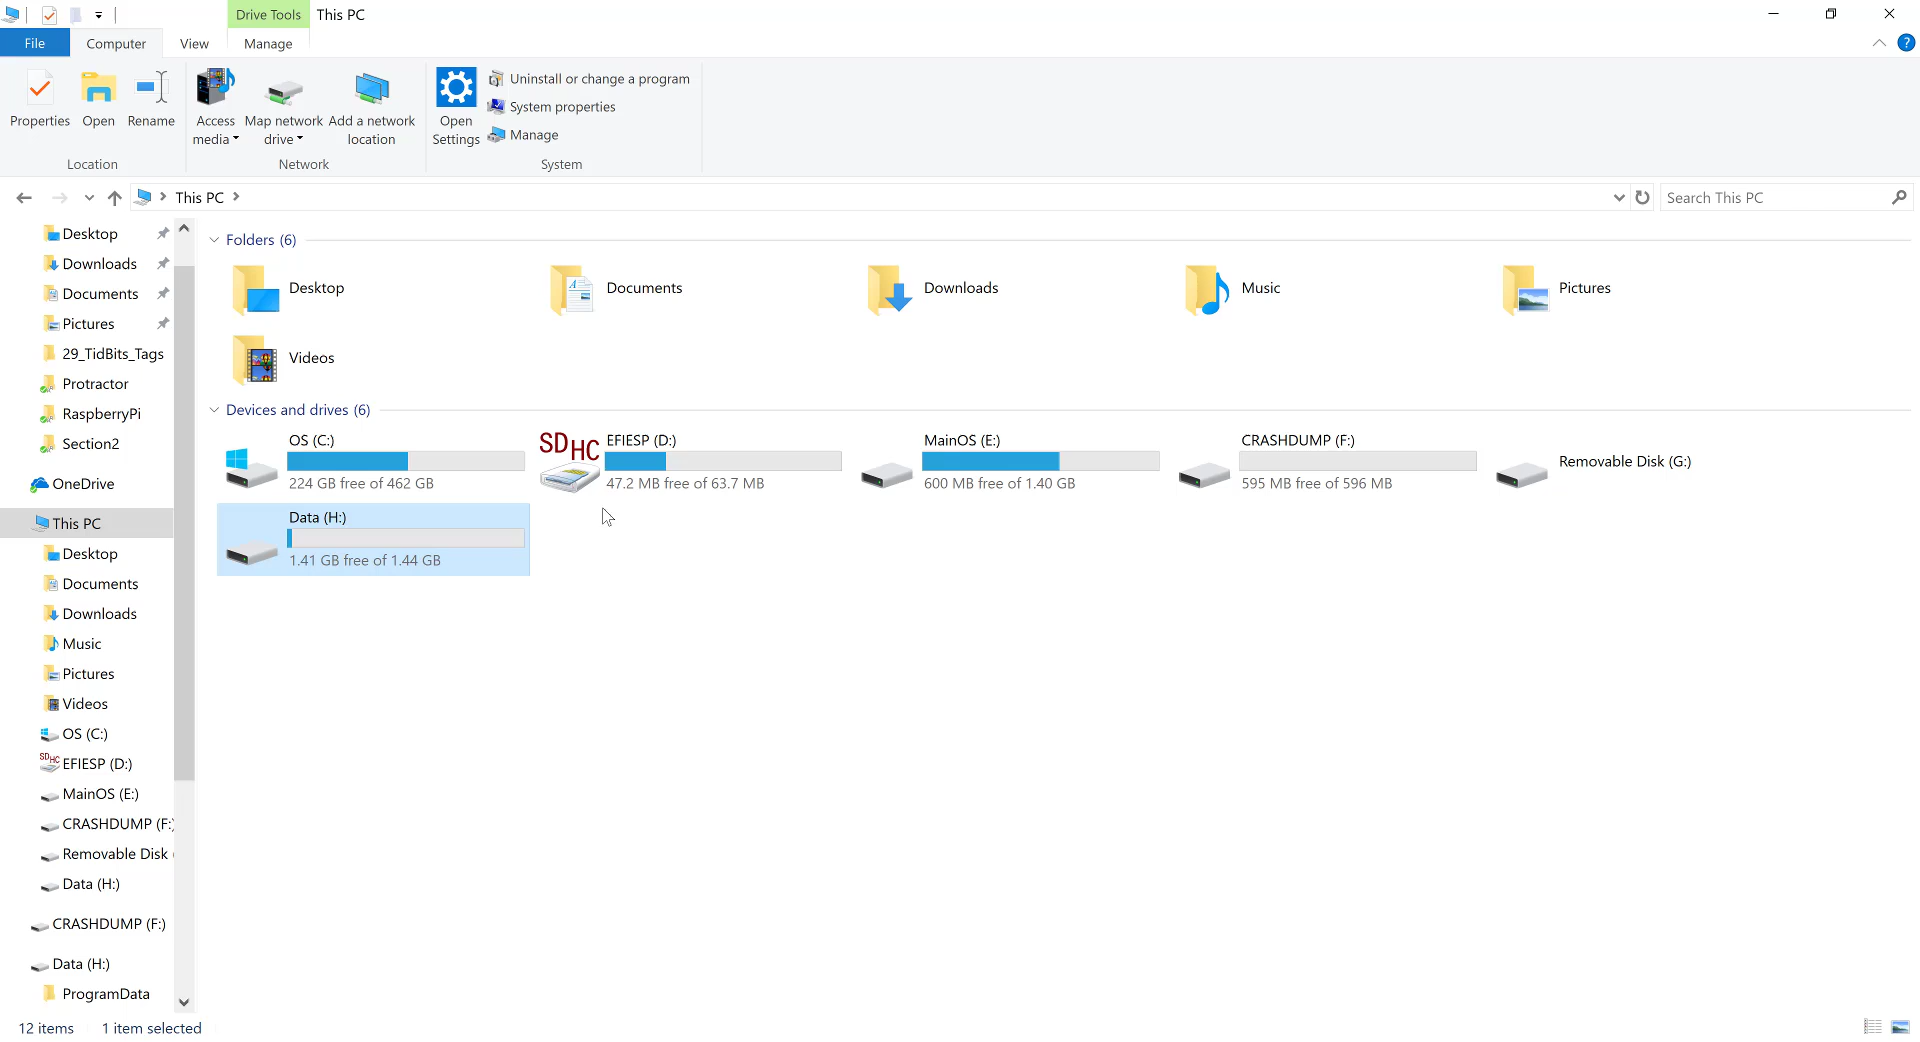 Drive Tools
This PC
File
Computer
View
Manage
?
Properties
Open
Rename
Access media
Map network drive
Add a network location
Open Settings
Uninstall or change a program
System properties
Manage
Location
Network
System
This PC
Search This PC
Desktop
Downloads
Documents
Pictures
29_TidBits_Tags
Protractor
RaspberryPi
Section2
OneDrive
This PC
Desktop
Documents
Downloads
Music
Pictures
Videos
OS (C:)
SDHC
EFIESP (D:)
MainOS (E:)
CRASHDUMP (F:)
Removable Disk (
Data (H:)
CRASHDUMP (F:)
Data (H:)
ProgramData
Folders (6)
Desktop
Documents
Downloads
Music
Pictures
Videos
Devices and drives (6)
OS (C:)
224 GB free of 462 GB
SDHC
EFIESP (D:)
47.2 MB free of 63.7 MB
MainOS (E:)
600 MB free of 1.40 GB
CRASHDUMP (F:)
595 MB free of 596 MB
Removable Disk (G:)
Data (H:)
1.41 GB free of 1.44 GB
12 items
1 item selected